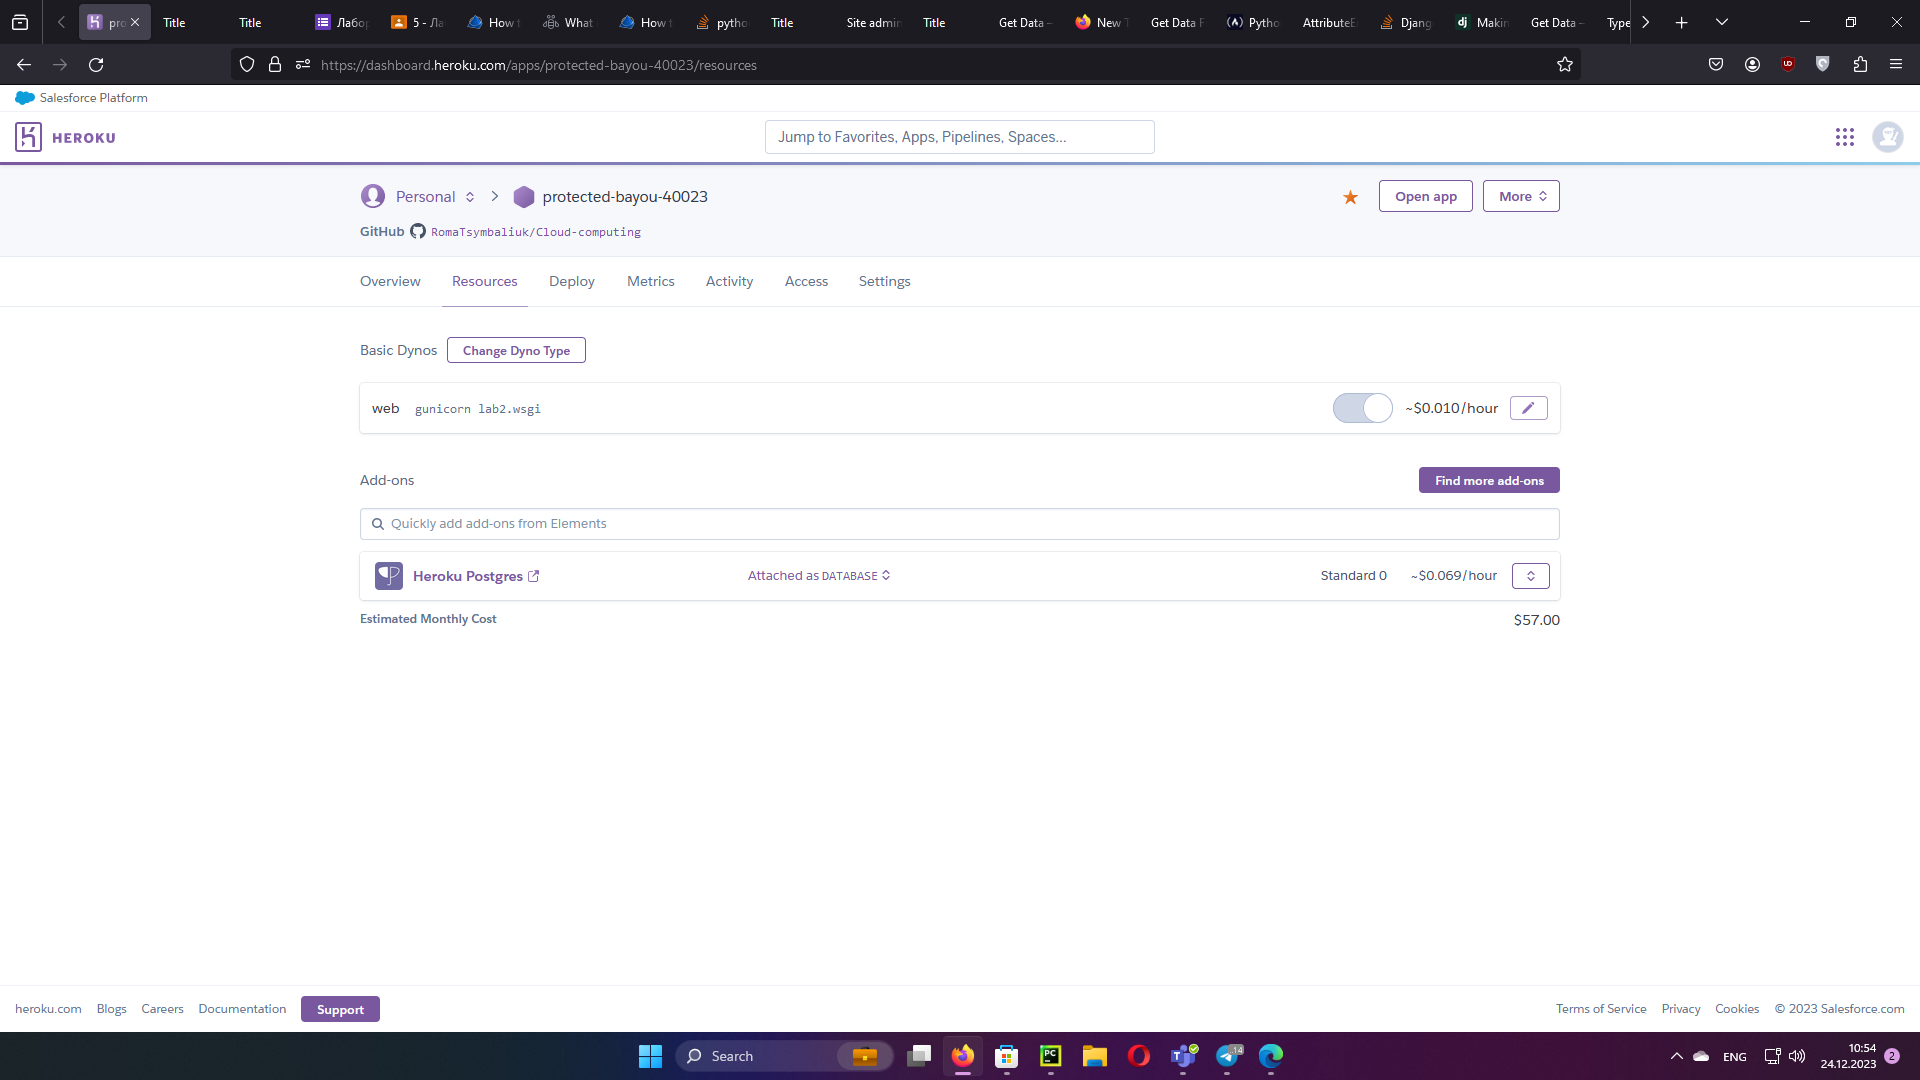 pro
Title
Title
Лабор
5 - Ла
How t
What
How t
pytho
Title
Site admin
Title
Get Data –
New T
Get Data F
Pytho
AttributeE
Djang
Makin
Get Data –
Type
https://dashboard.heroku.com/apps/protected-bayou-40023/resources
Salesforce Platform
HEROKU
Jump to Favorites, Apps, Pipelines, Spaces...
Personal
protected-bayou-40023
Open app
More
GitHub RomaTsymbaliuk/Cloud-computing
Overview
Resources
Deploy
Metrics
Activity
Access
Settings
Basic Dynos
Change Dyno Type
web gunicorn lab2.wsgi
~$0.010/hour
Add-ons
Find more add-ons
Quickly add add-ons from Elements
Heroku Postgres
Attached as DATABASE
Standard 0
~$0.069/hour
Estimated Monthly Cost
$57.00
heroku.com
Blogs
Careers
Documentation
Support
Terms of Service
Privacy
Cookies
© 2023 Salesforce.com
Search
PC
14
ENG
10:54
24.12.2023
2